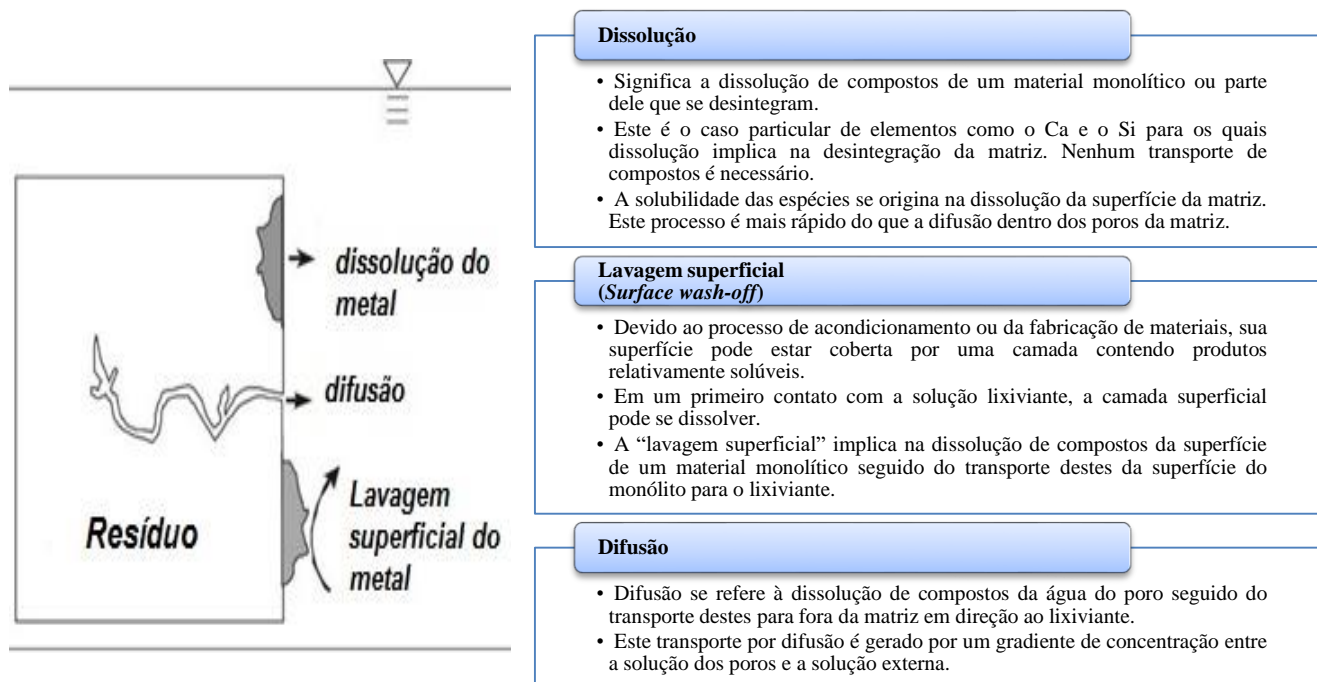 dissolução do
metal
difusão
Lavagem
superficial do
metal
Resíduo
Dissolução
• Significa a dissolução de compostos de um material monolítico ou parte
dele que se desintegram.
• Este é o caso particular de elementos como o Ca e o Si para os quais
dissolução implica na desintegração da matriz. Nenhum transporte de
compostos é necessário.
• A solubilidade das espécies se origina na dissolução da superfície da matriz.
Este processo é mais rápido do que a difusão dentro dos poros da matriz.
Lavagem superficial
(Surface wash-off)
• Devido ao processo de acondicionamento ou da fabricação de materiais, sua
superfície pode estar coberta por uma camada contendo produtos
relativamente solúveis.
• Em um primeiro contato com a solução lixiviante, a camada superficial
pode se dissolver.
• A “lavagem superficial” implica na dissolução de compostos da superfície
de um material monolítico seguido do transporte destes da superfície do
monólito para o lixiviante.
Difusão
• Difusão se refere à dissolução de compostos da água do poro seguido do
transporte destes para fora da matriz em direção ao lixiviante.
• Este transporte por difusão é gerado por um gradiente de concentração entre
a solução dos poros e a solução externa.